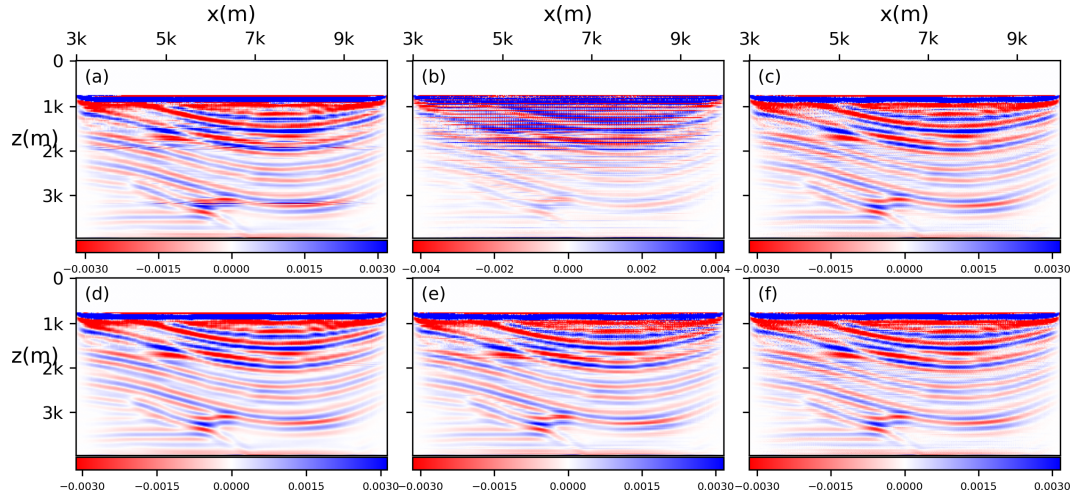 x(m) x(m) x(m)
3k 5k 7k 9k 3k 5k 7k 9k 3k 5k 7k 9k
0
(a) (b) (c)
1k
z(m)
2k
3k
−0.0030 −0.0015 0.0000 0.0015 0.0030 −0.004 −0.002 0.000 0.002 0.004 −0.0030 −0.0015 0.0000 0.0015 0.0030
0
(d) (e) (f)
1k
z(m)
2k
3k
−0.0030 −0.0015 0.0000 0.0015 0.0030 −0.0030 −0.0015 0.0000 0.0015 0.0030 −0.0030 −0.0015 0.0000 0.0015 0.0030